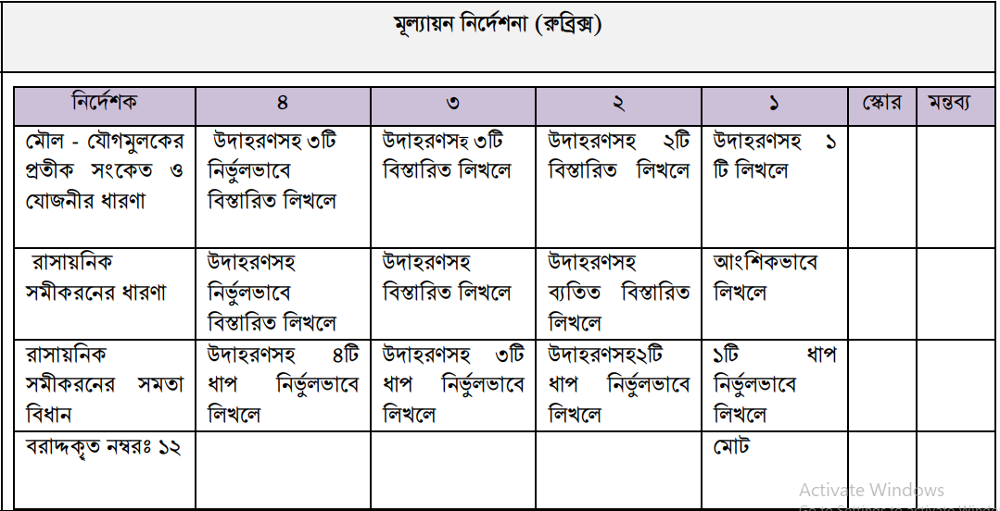 মূল্যায়ন নির্দেশনা (রুব্রিক্স)
নির্দেশক ৪ ৩ ২ ১ স্কোর মন্তব্য
মৌল - যৌগমুলকের
প্রতীক সংকেত ও
যোজনীর ধারণা
উদাহরণসহ ৩টি
নির্ভুলভাবে
বিস্তারিত লিখলে
উদাহরণসহ ৩টি
বিস্তারিত লিখলে
উদাহরণসহ ২টি
বিস্তারিত লিখলে
উদাহরণসহ ১
টি লিখলে
রাসায়নিক
সমীকরনের ধারণা
উদাহরণসহ
নির্ভুলভাবে
বিস্তারিত লিখলে
উদাহরণসহ
বিস্তারিত লিখলে
উদাহরণসহ
ব্যতিত বিস্তারিত
লিখলে
আংশিকভাবে
লিখলে
রাসায়নিক
সমীকরনের সমতা
বিধান
উদাহরণসহ ৪টি
ধাপ নির্ভুলভাবে
লিখলে
উদাহরণসহ ৩টি
ধাপ নির্ভুলভাবে
লিখলে
উদাহরণসহ২টি
ধাপ নির্ভুলভাবে
লিখলে
১টি ধাপ
নির্ভুলভাবে
লিখলে
বরাদ্দকৃত নম্বরঃ ১২
মোট
Activate Windows